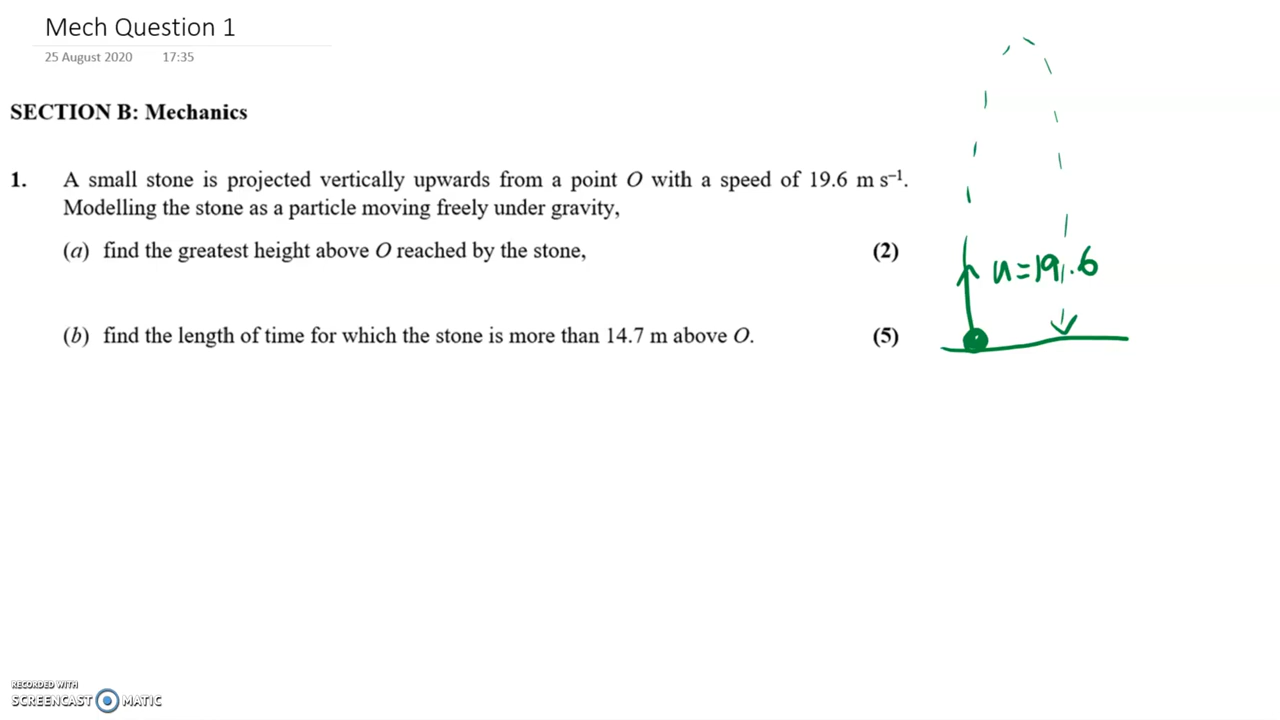 Mech Question 1
25 August 2020 17:35
SECTION B: Mechanics
1. A small stone is projected vertically upwards from a point O with a speed of 19.6 m s⁻¹.
Modelling the stone as a particle moving freely under gravity,
(a) find the greatest height above O reached by the stone, (2)
u=19.6
(b) find the length of time for which the stone is more than 14.7 m above O. (5)
RECORDED WITH
SCREENCAST MATIC